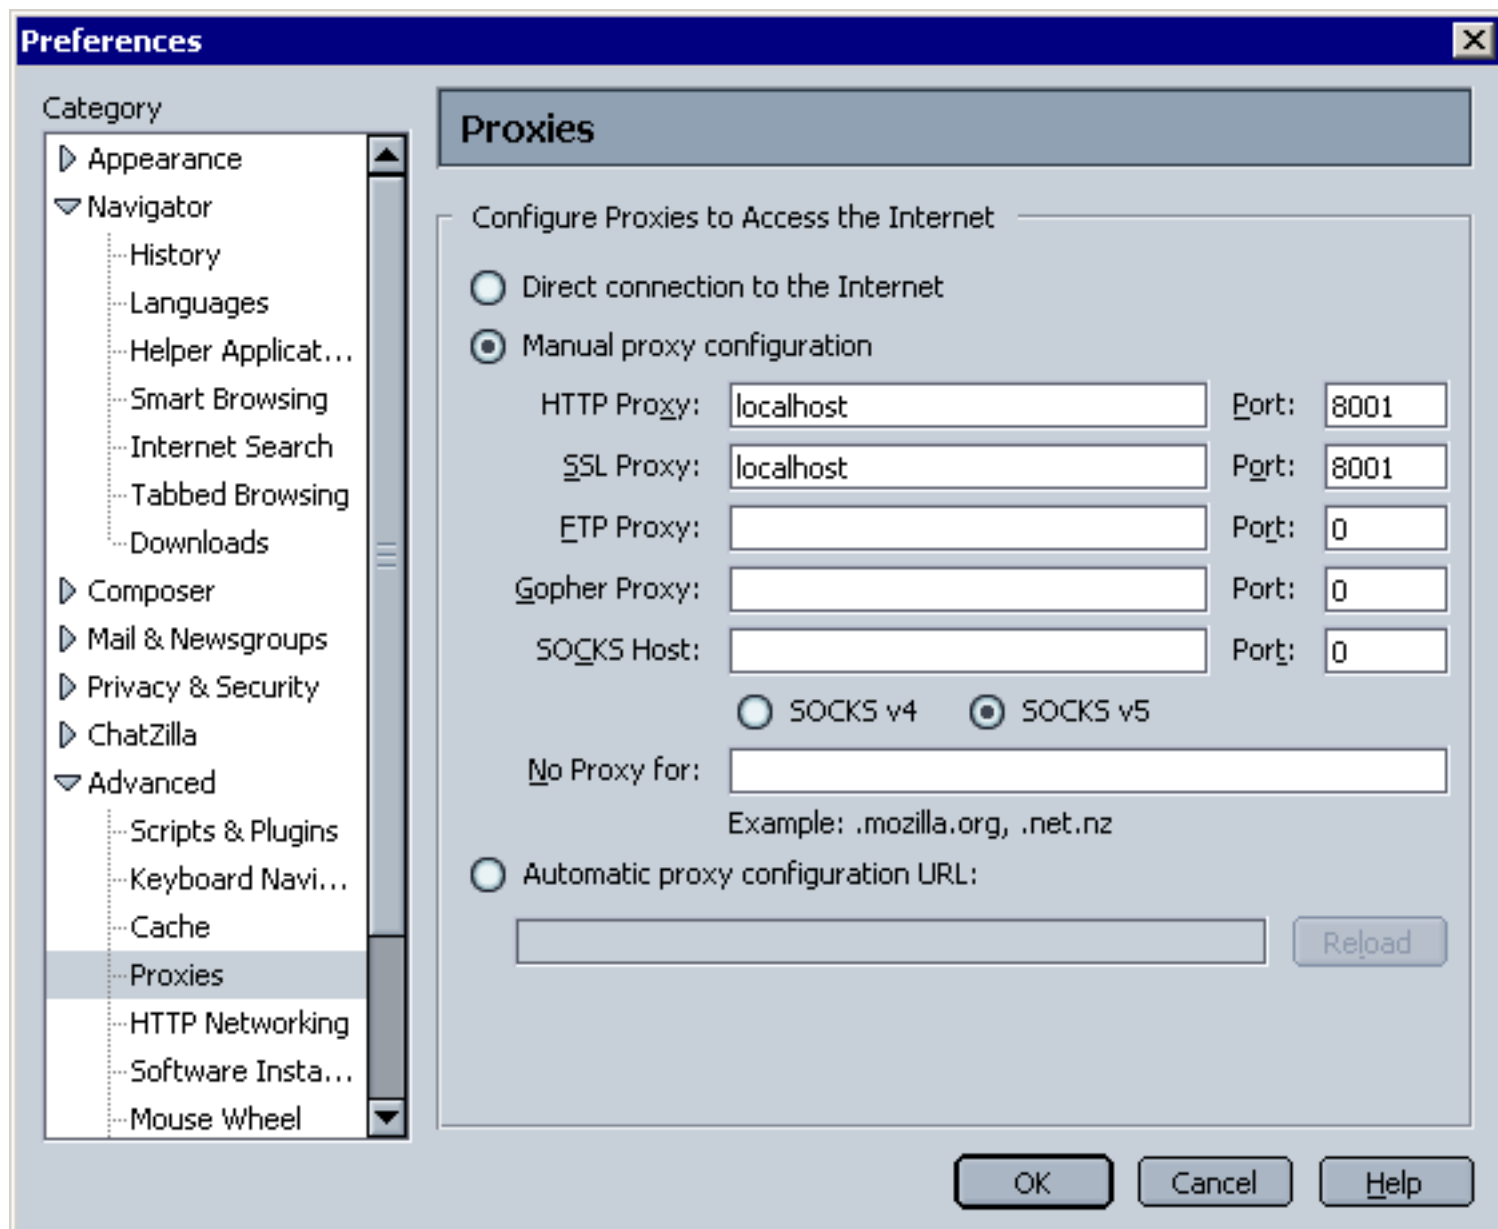 Preferences
Category
Appearance
Navigator
History
Languages
Helper Applicat...
Smart Browsing
Internet Search
Tabbed Browsing
Downloads
Composer
Mail & Newsgroups
Privacy & Security
ChatZilla
Advanced
Scripts & Plugins
Keyboard Navi...
Cache
Proxies
HTTP Networking
Software Insta...
Mouse Wheel
Proxies
Configure Proxies to Access the Internet
Direct connection to the Internet
Manual proxy configuration
HTTP Proxy: localhost Port: 8001
SSL Proxy: localhost Port: 8001
FTP Proxy: Port: 0
Gopher Proxy: Port: 0
SOCKS Host: Port: 0
SOCKS v4 SOCKS v5
No Proxy for:
Example: .mozilla.org, .net.nz
Automatic proxy configuration URL:
Reload
OK Cancel Help